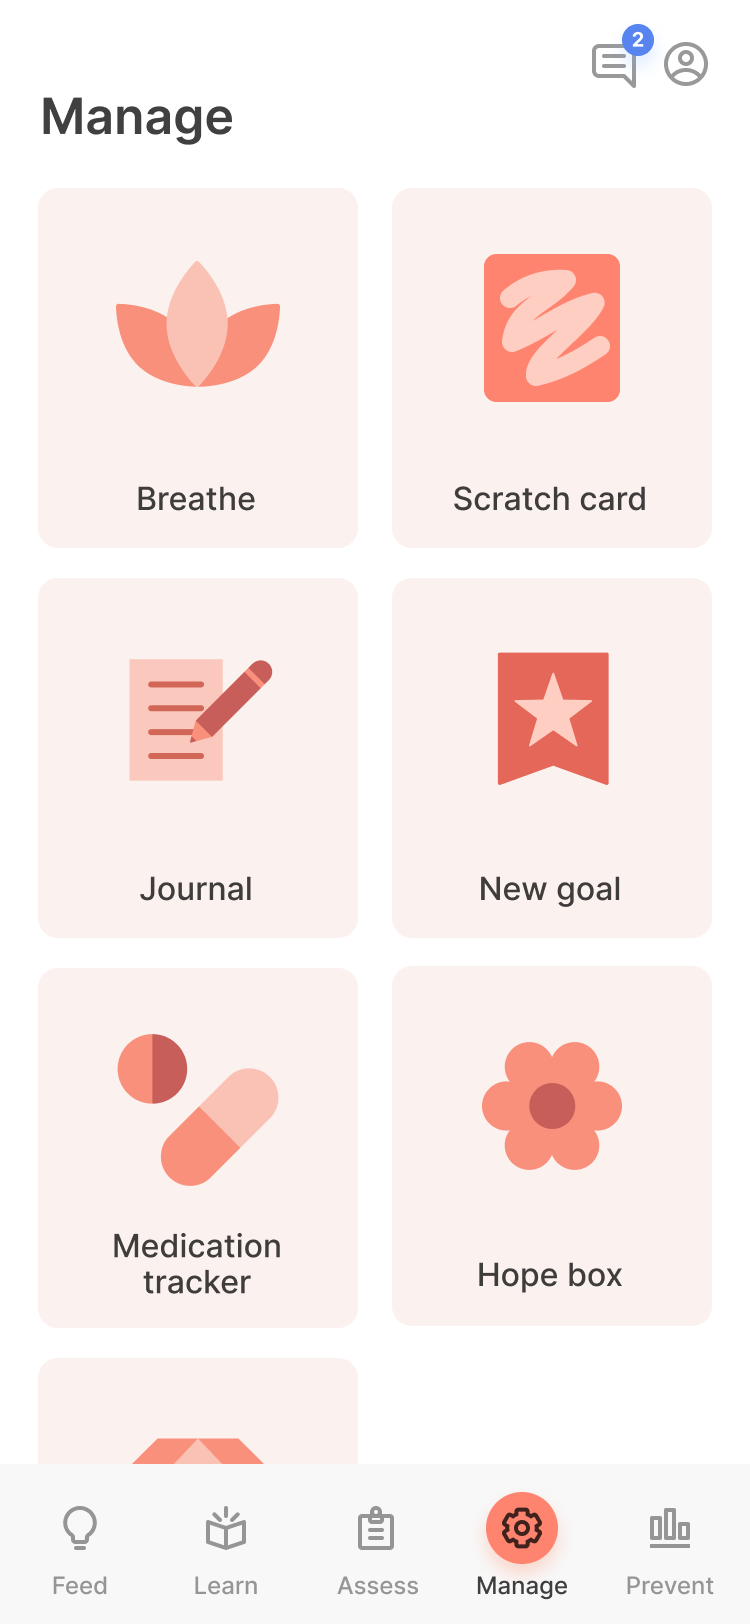 2
Manage
Breathe
Scratch card
Journal
New goal
Medication
tracker
Hope box
Feed
Learn
Assess
Manage
Prevent